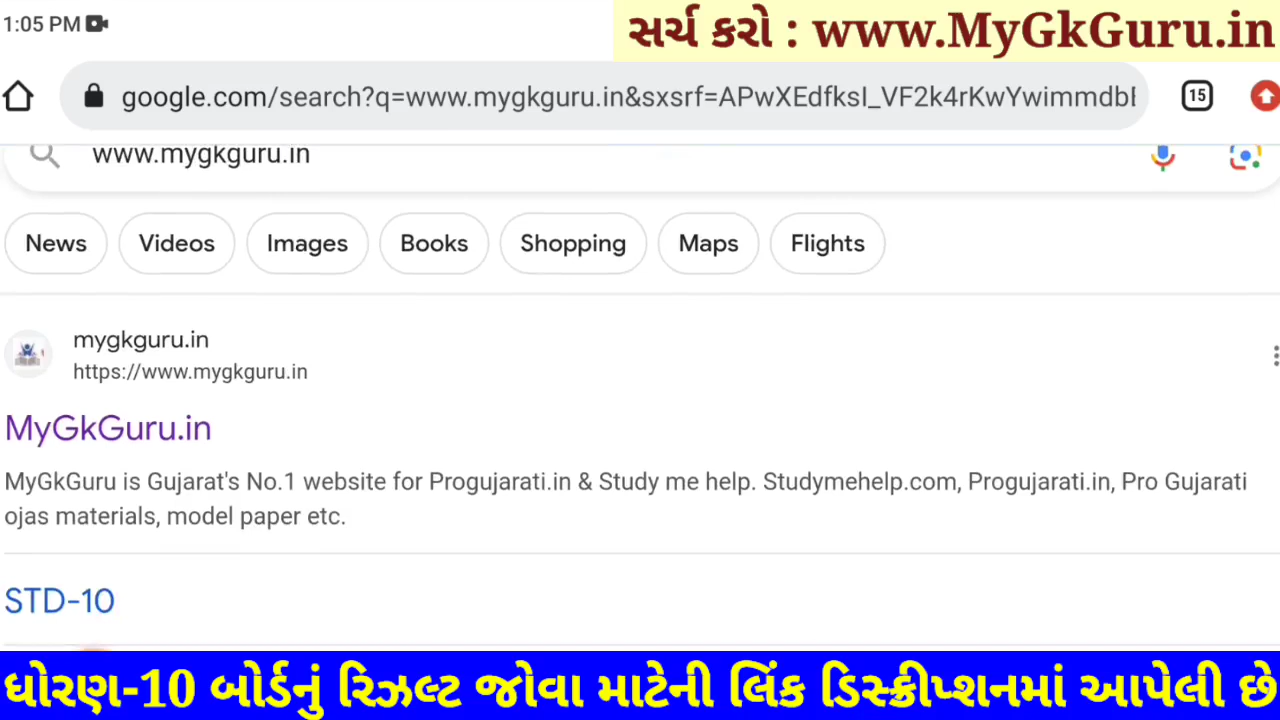 1:05 PM
સર્ચ કરો : www.MyGkGuru.in
google.com/search?q=www.mygkguru.in&sxsrf=APwXEdfksI_VF2k4rKwYwimmdb
15
www.mygkguru.in
News Videos Images Books Shopping Maps Flights
mygkguru.in
https://www.mygkguru.in
MyGkGuru.in
MyGkGuru is Gujarat's No.1 website for Progujarati.in & Study me help. Studymehelp.com, Progujarati.in, Pro Gujarati
ojas materials, model paper etc.
STD-10
ધોરણ-10 બોર્ડનું રિઝલ્ટ જોવા માટેની લિંક ડિસ્ક્રીપ્શનમાં આપેલી છે